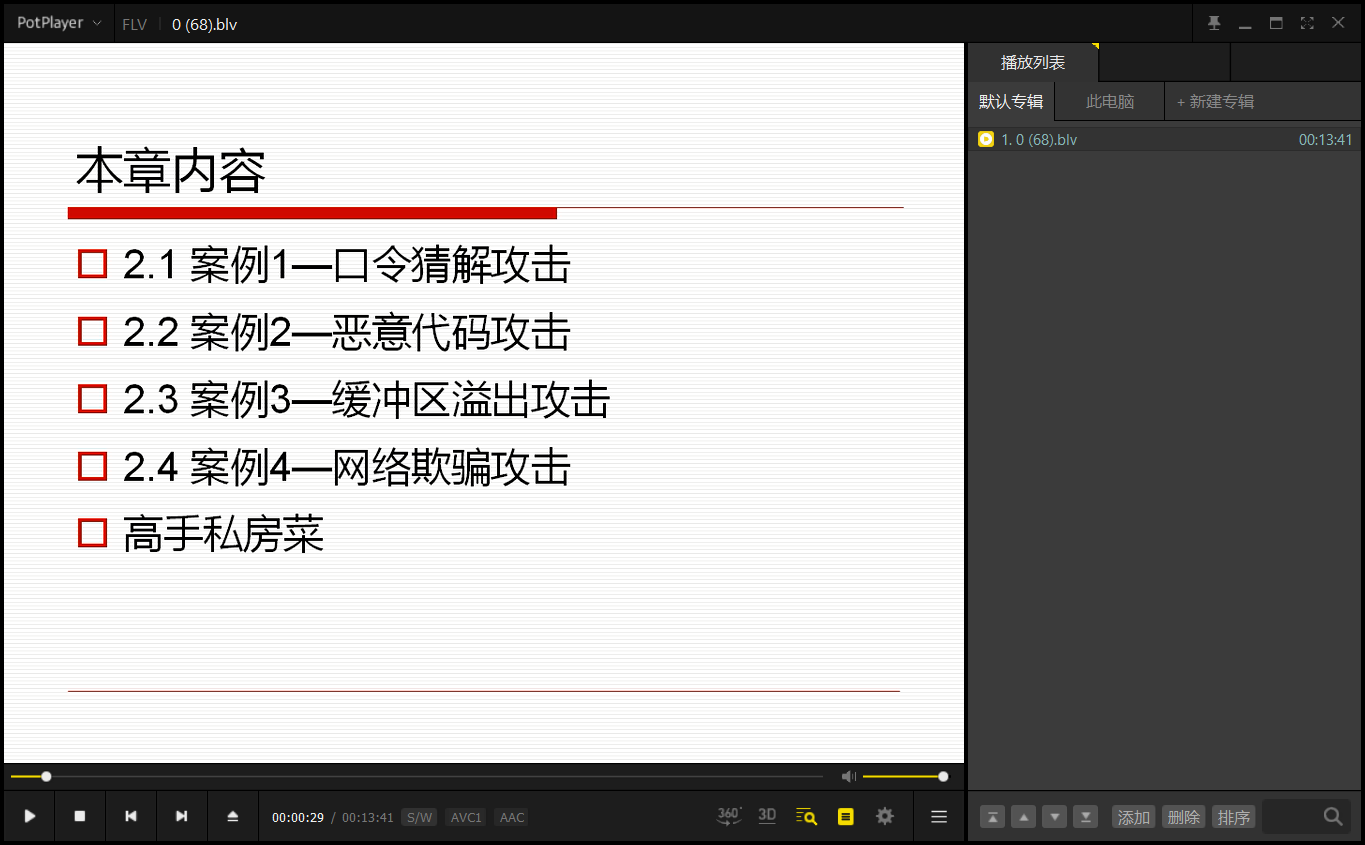 PotPlayer FLV 0 (68).blv
播放列表
默认专辑 此电脑 + 新建专辑
1. 0 (68).blv 00:13:41
本章内容
2.1 案例1—口令猜解攻击
2.2 案例2—恶意代码攻击
2.3 案例3—缓冲区溢出攻击
2.4 案例4—网络欺骗攻击
高手私房菜
00:00:29 / 00:13:41 S/W AVC1 AAC 360° 3D
添加 删除 排序